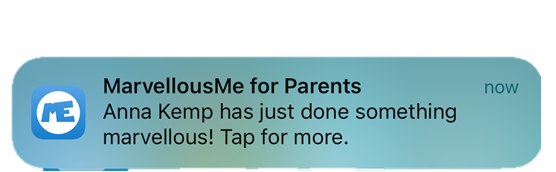 ME
MarvellousMe for Parents
now
Anna Kemp has just done something
marvellous! Tap for more.